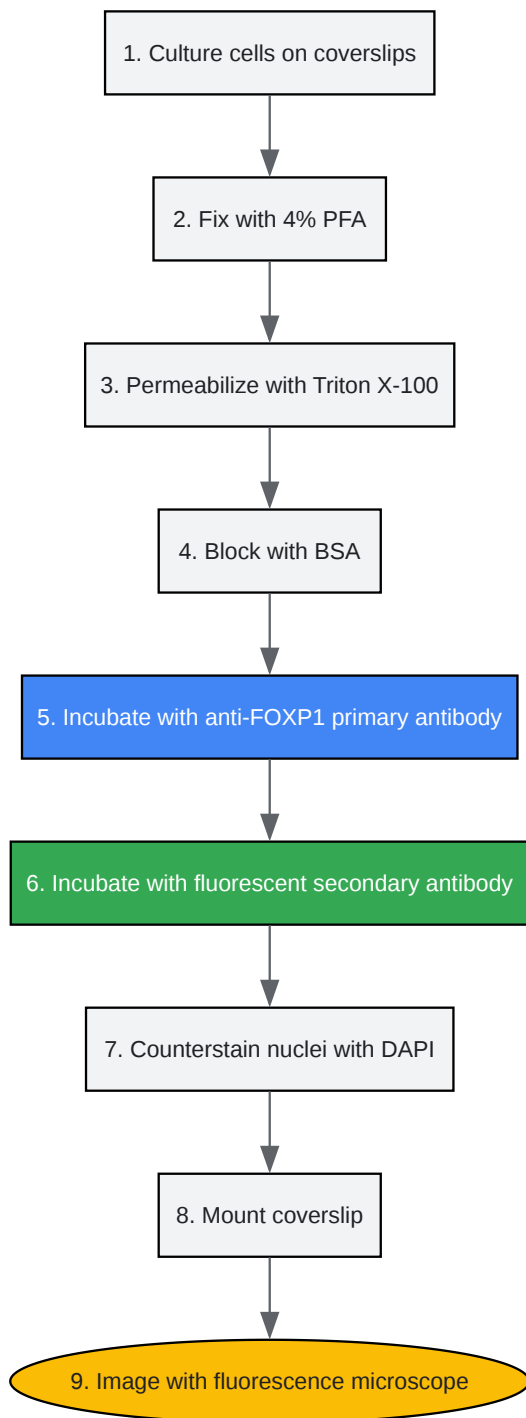 1. Culture cells on coverslips
2. Fix with 4% PFA
3. Permeabilize with Triton X-100
4. Block with BSA
5. Incubate with anti-FOXP1 primary antibody
6. Incubate with fluorescent secondary antibody
7. Counterstain nuclei with DAPI
8. Mount coverslip
9. Image with fluorescence microscope